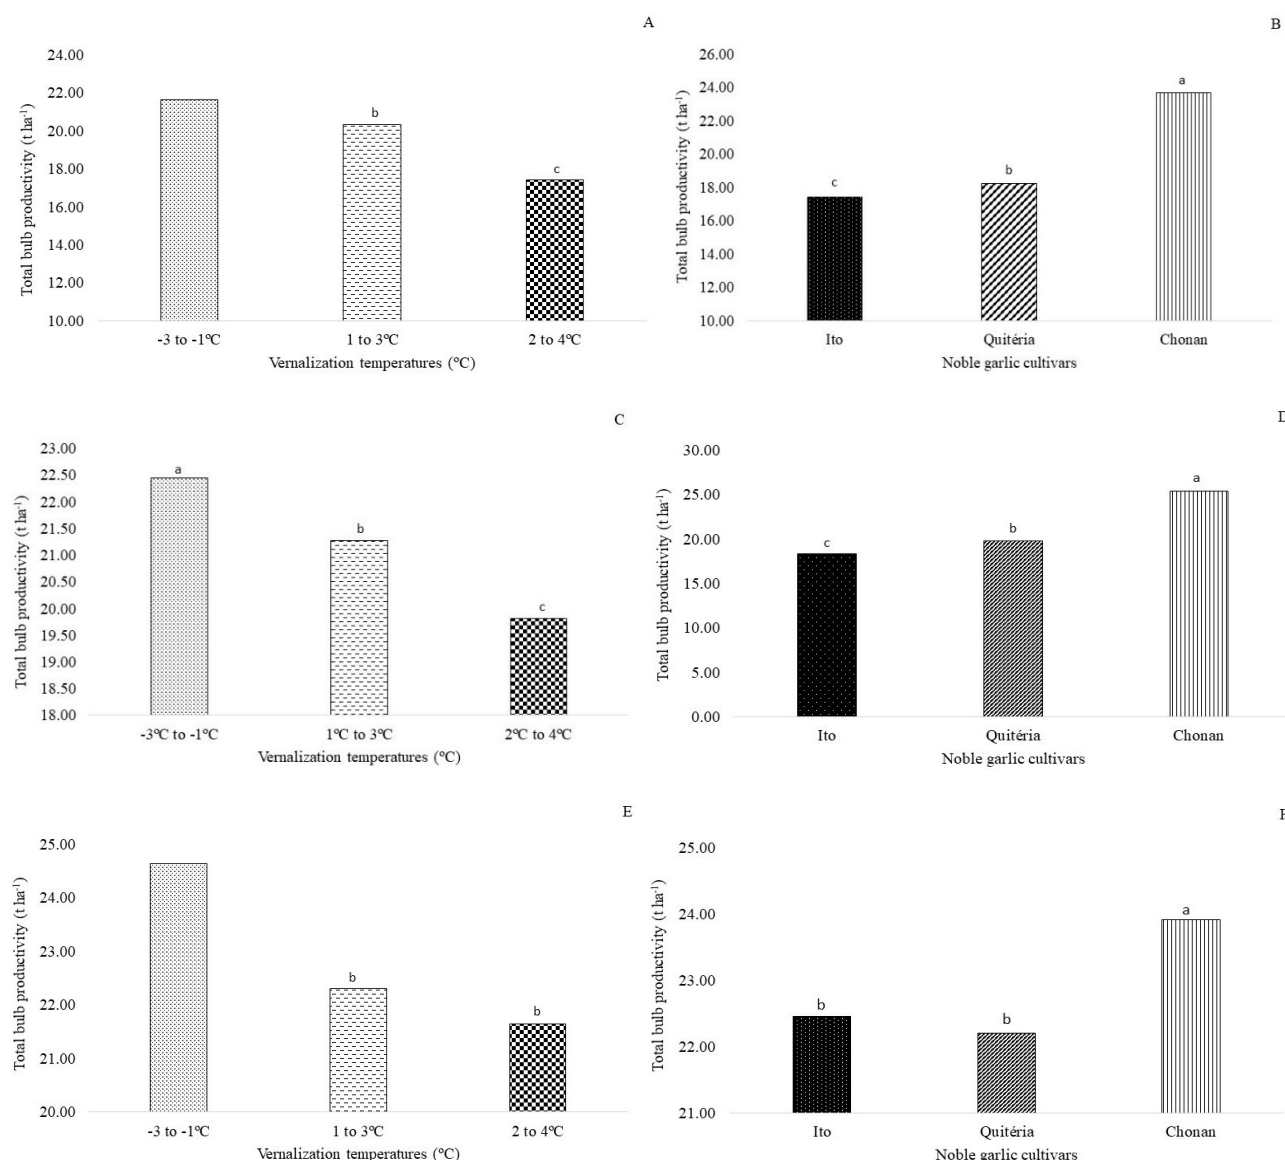 A
Total bulb productivity (t ha-1)
24.00
22.00
20.00
18.00
16.00
14.00
12.00
10.00
b
c
-3 to -1ºC
1 to 3ºC
2 to 4ºC
Vernalization temperatures (ºC)
B
Total bulb productivity (t ha-1)
26.00
24.00
22.00
20.00
18.00
16.00
14.00
12.00
10.00
c
b
a
Ito
Quitéria
Chonan
Noble garlic cultivars
C
Total bulb productivity (t ha-1)
23.00
22.50
22.00
21.50
21.00
20.50
20.00
19.50
19.00
18.50
18.00
a
b
c
-3ºC to -1ºC
1ºC to 3ºC
2ºC to 4ºC
Vernalization temperatures (ºC)
D
Total bulb productivity (t ha-1)
30.00
25.00
20.00
15.00
10.00
5.00
0.00
c
b
a
Ito
Quitéria
Chonan
Noble garlic cultivars
E
Total bulb productivity (t ha-1)
25.00
24.00
23.00
22.00
21.00
20.00
b
b
-3 to -1ºC
1 to 3ºC
2 to 4ºC
Vernalization temperatures (ºC)
Total bulb productivity (t ha-1)
25.00
24.00
23.00
22.00
21.00
b
b
a
Ito
Quitéria
Chonan
Noble garlic cultivars